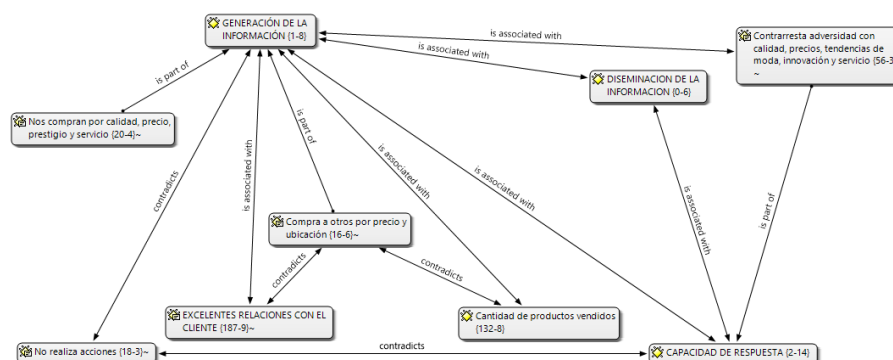 GENERACIÓN DE LA
INFORMACIÓN {1-8}
is associated with
is associated with
Contrarresta adversidad con
calidad, precios, tendencias de
moda, innovación y servicio {56-3
~
DISEMINACION DE LA
INFORMACION {0-6}
is part of
Nos compran por calidad, precio,
prestigio y servicio {20-4}~
contradicts
is associated with
is part of
is associated with
is associated with
is associated with
is part of
Compra a otros por precio y
ubicación {16-6}~
contradicts
contradicts
EXCELENTES RELACIONES CON EL
CLIENTE {187-9}~
Cantidad de productos vendidos
{132-8}
No realiza acciones {18-3}~
contradicts
CAPACIDAD DE RESPUESTA {2-14}